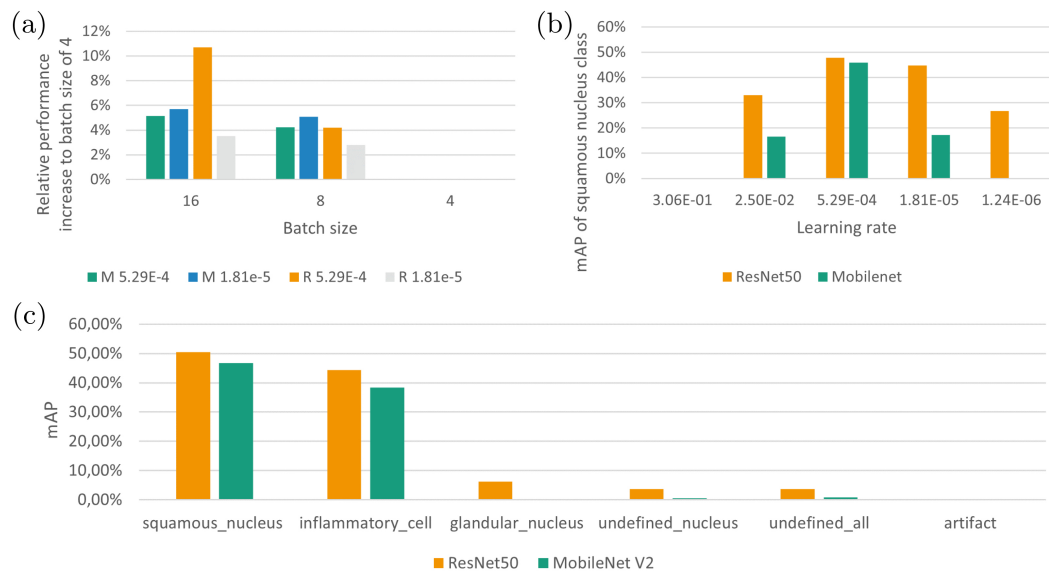 (a)
Relative performance
increase to batch size of 4
12%
10%
8%
6%
4%
2%
0%
16 8 4
Batch size
M 5.29E-4 M 1.81e-5 R 5.29E-4 R 1.81e-5
(b)
mAP of squamous nucleus class
60%
50%
40%
30%
20%
10%
0%
3.06E-01 2.50E-02 5.29E-04 1.81E-05 1.24E-06
Learning rate
ResNet50 Mobilenet
(c)
mAP
60,00%
50,00%
40,00%
30,00%
20,00%
10,00%
0,00%
squamous_nucleus inflammatory_cell glandular_nucleus undefined_nucleus undefined_all artifact
ResNet50 MobileNet V2